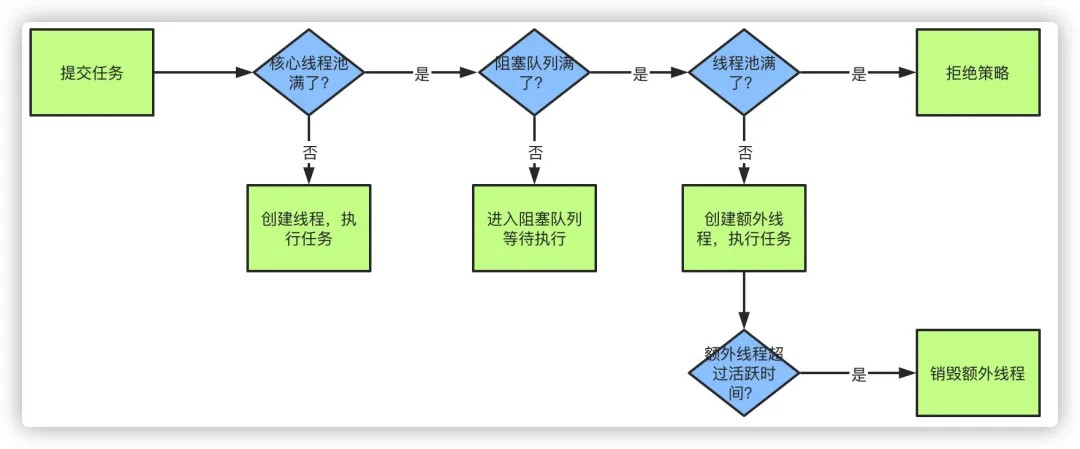 提交任务
核心线程池
满了?
是
阻塞队列满
了?
是
线程池满
了?
是
拒绝策略
否
否
否
创建线程，执
行任务
进入阻塞队列
等待执行
创建额外线
程，执行任务
额外线程超
过活跃时
间?
是
销毁额外线程